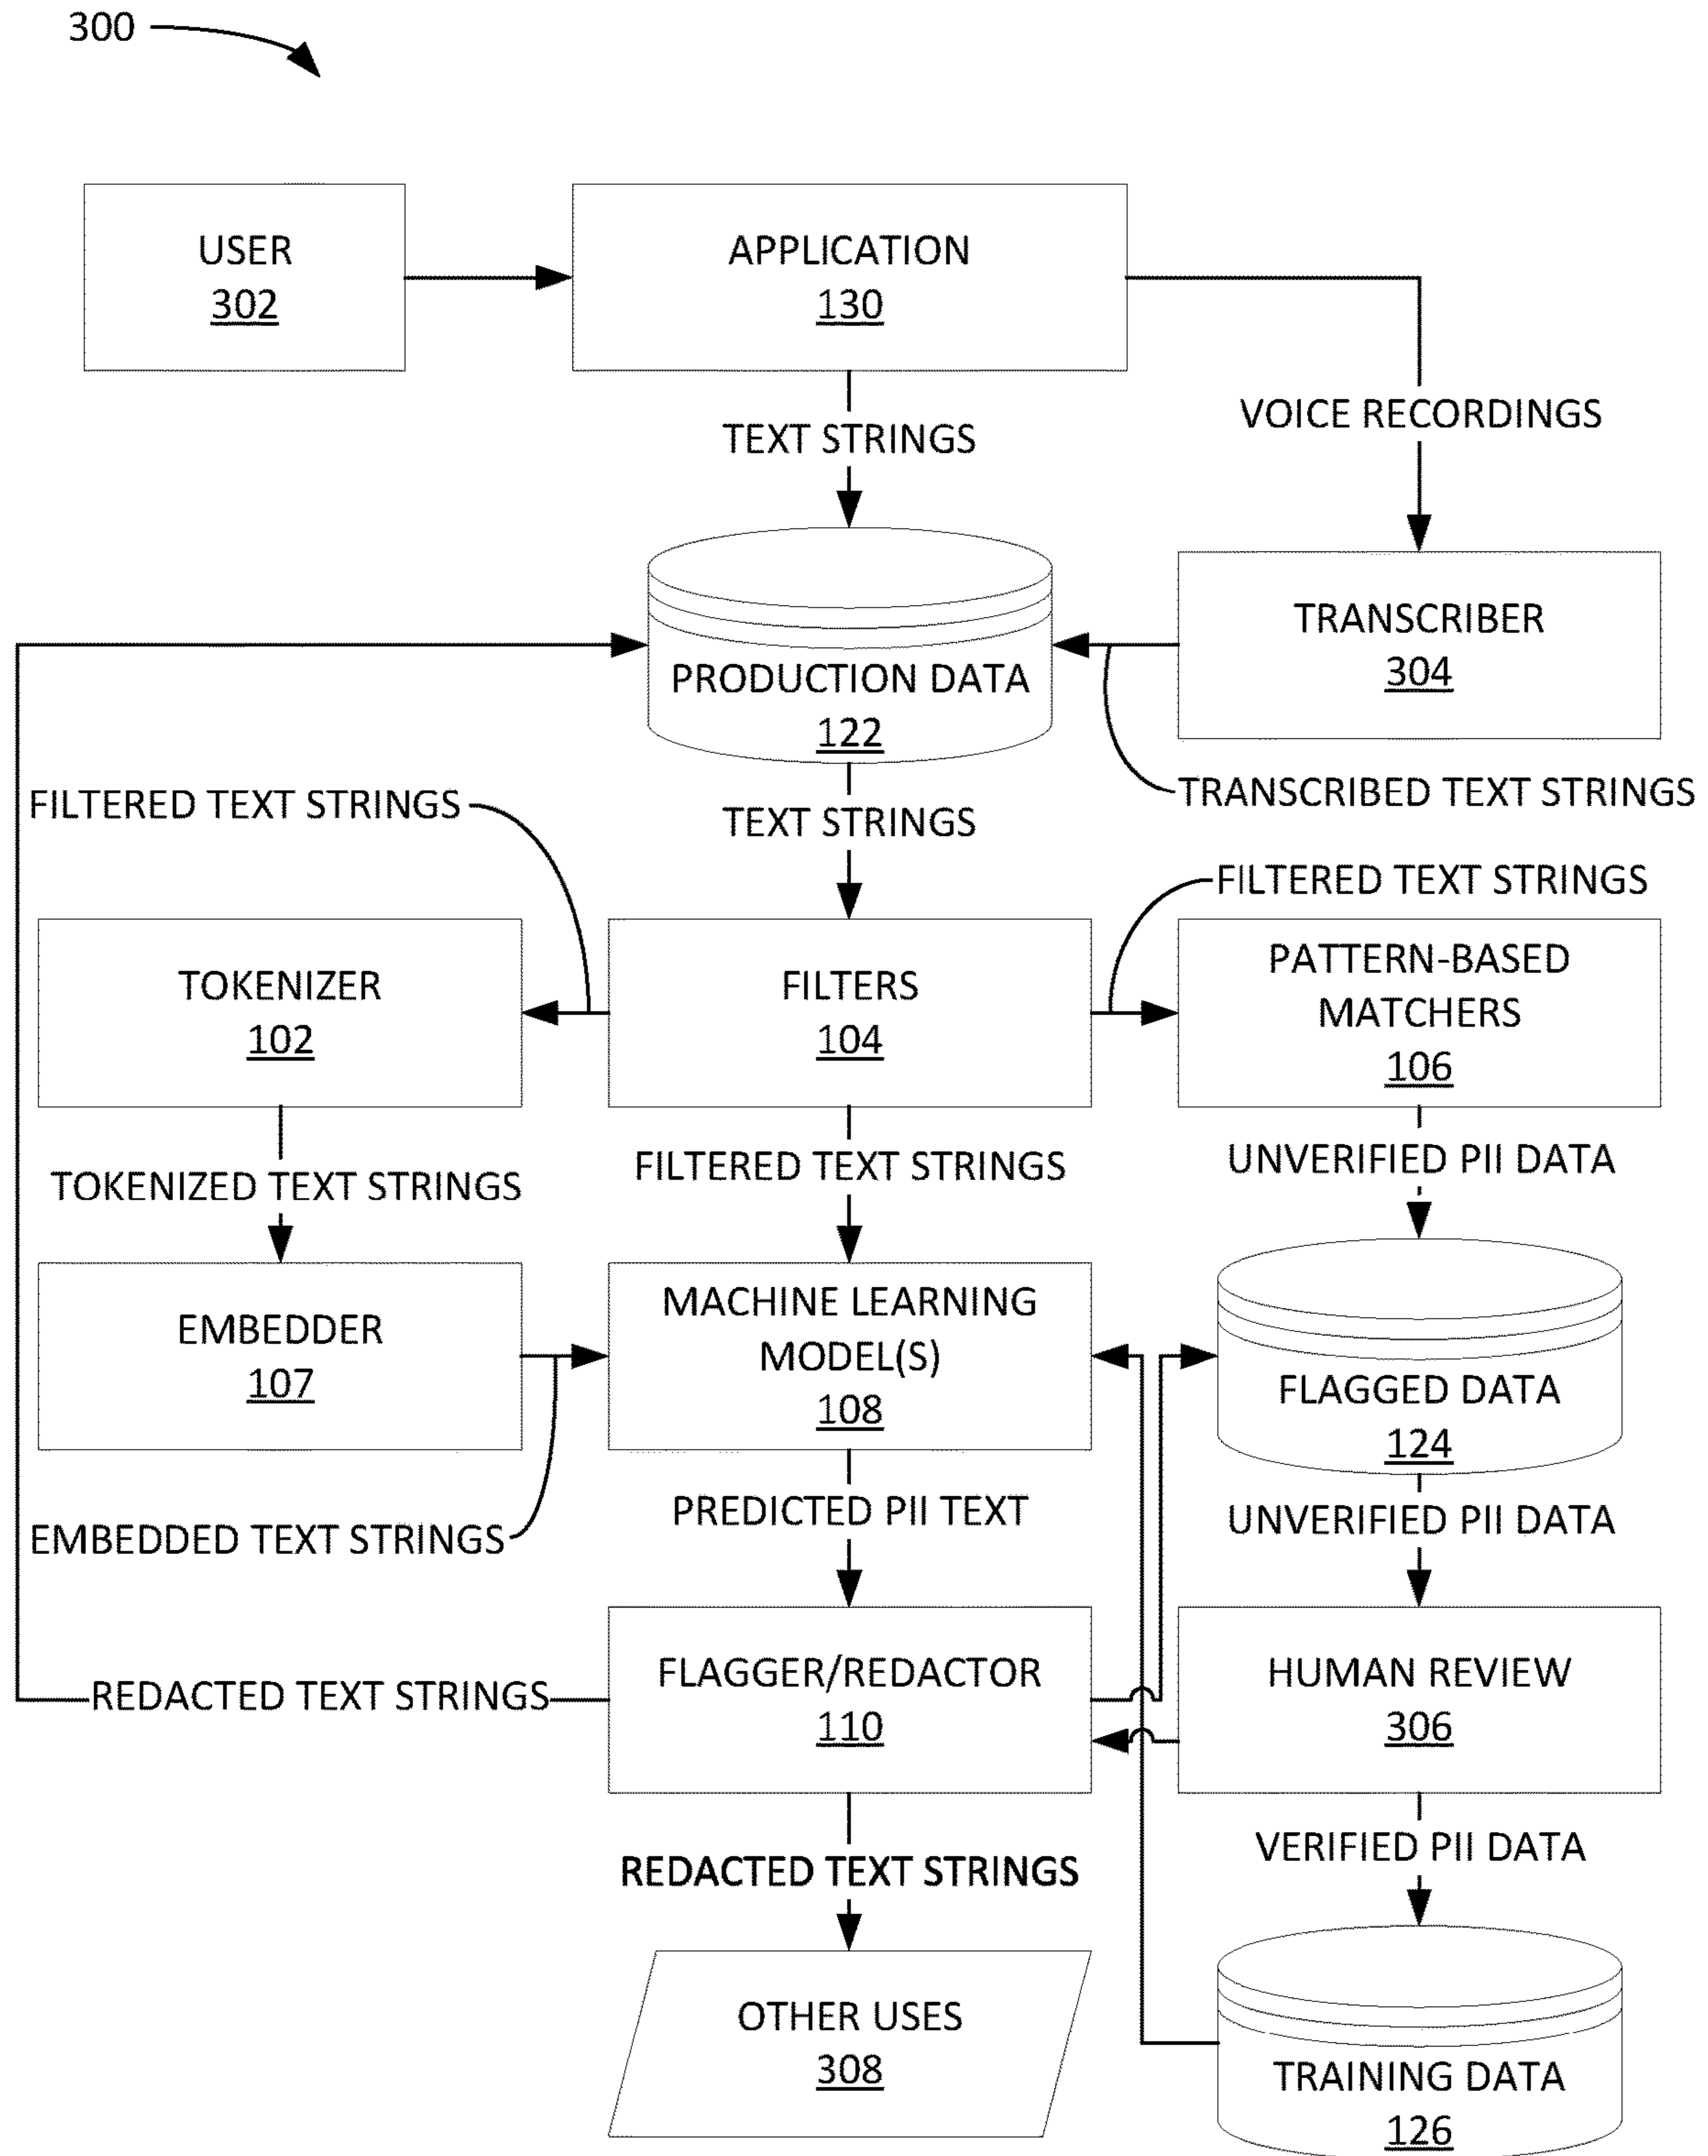 300
USER
302
APPLICATION
130
VOICE RECORDINGS
TEXT STRINGS
TRANSCRIBER
304
PRODUCTION DATA
122
TRANSCRIBED TEXT STRINGS
FILTERED TEXT STRINGS
TEXT STRINGS
FILTERED TEXT STRINGS
TOKENIZER
102
FILTERS
104
PATTERN-BASED
MATCHERS
106
UNVERIFIED PII DATA
FILTERED TEXT STRINGS
TOKENIZED TEXT STRINGS
EMBEDDER
107
MACHINE LEARNING
MODEL(S)
108
FLAGGED DATA
124
PREDICTED PII TEXT
UNVERIFIED PII DATA
EMBEDDED TEXT STRINGS
REDACTED TEXT STRINGS
FLAGGER/REDACTOR
110
HUMAN REVIEW
306
VERIFIED PII DATA
REDACTED TEXT STRINGS
OTHER USES
308
TRAINING DATA
126